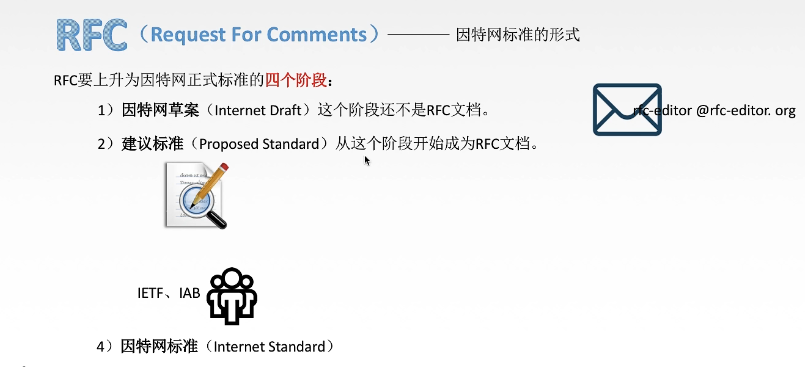 RFC（Request For Comments）———— 因特网标准的形式
RFC要上升为因特网正式标准的四个阶段：
1）因特网草案（Internet Draft）这个阶段还不是RFC文档。
rfc-editor @rfc-editor. org
2）建议标准（Proposed Standard）从这个阶段开始成为RFC文档。
IETF、IAB
4）因特网标准（Internet Standard）